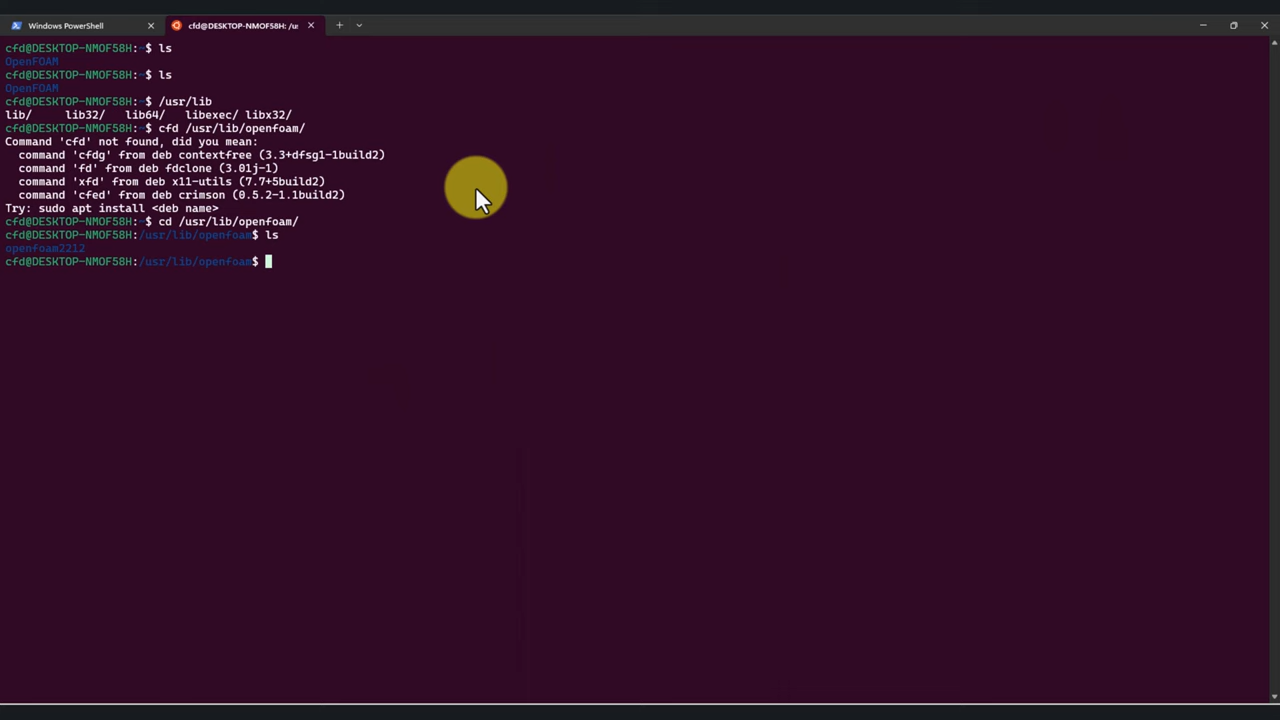 Windows PowerShell
cfd@DESKTOP-NMOF58H: /us
cfd@DESKTOP-NMOF58H:~$ ls
OpenFOAM
cfd@DESKTOP-NMOF58H:~$ ls
OpenFOAM
cfd@DESKTOP-NMOF58H:~$ /usr/lib
lib/     lib32/   lib64/   libexec/ libx32/
cfd@DESKTOP-NMOF58H:~$ cfd /usr/lib/openfoam/
Command 'cfd' not found, did you mean:
  command 'cfdg' from deb contextfree (3.3+dfsg1-1build2)
  command 'fd' from deb fdclone (3.01j-1)
  command 'xfd' from deb x11-utils (7.7+5build2)
  command 'cfed' from deb crimson (0.5.2-1.1build2)
Try: sudo apt install <deb name>
cfd@DESKTOP-NMOF58H:~$ cd /usr/lib/openfoam/
cfd@DESKTOP-NMOF58H:/usr/lib/openfoam$ ls
openfoam2212
cfd@DESKTOP-NMOF58H:/usr/lib/openfoam$